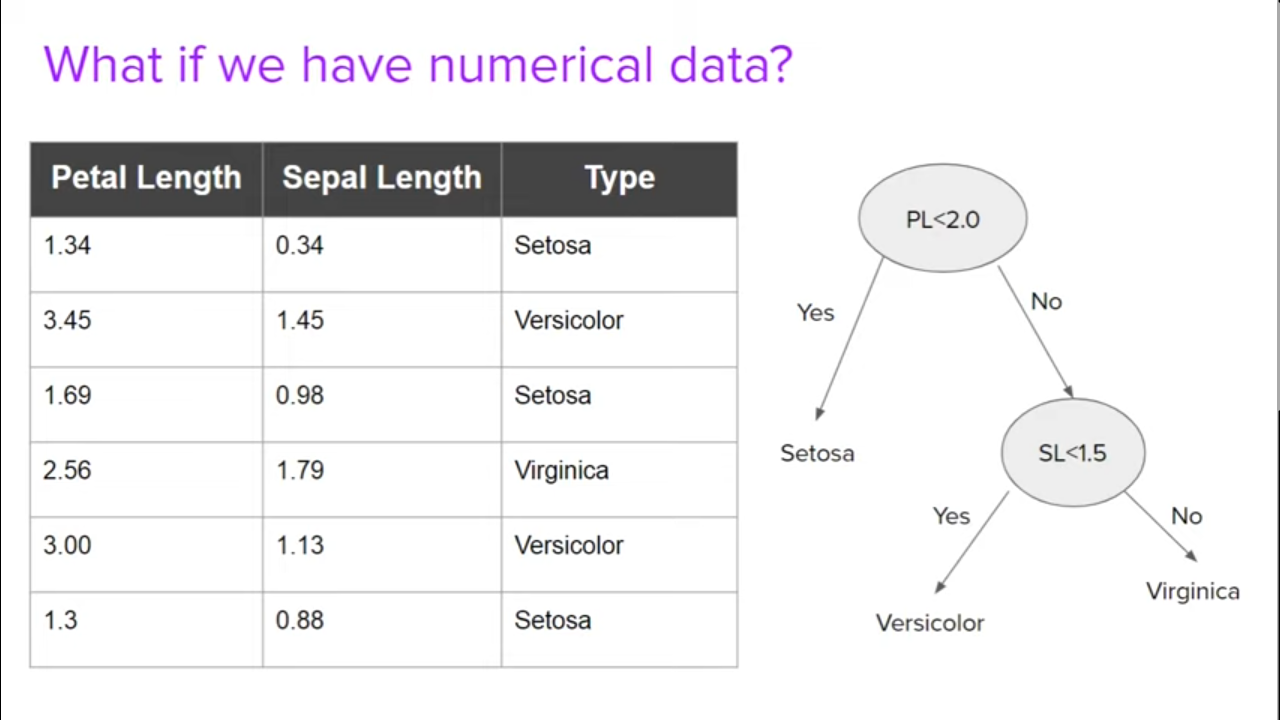 What if we have numerical data?
Petal Length Sepal Length Type
1.34 0.34 Setosa
3.45 1.45 Versicolor
1.69 0.98 Setosa
2.56 1.79 Virginica
3.00 1.13 Versicolor
1.3 0.88 Setosa
PL<2.0
Yes
No
Setosa
SL<1.5
Yes
No
Versicolor
Virginica